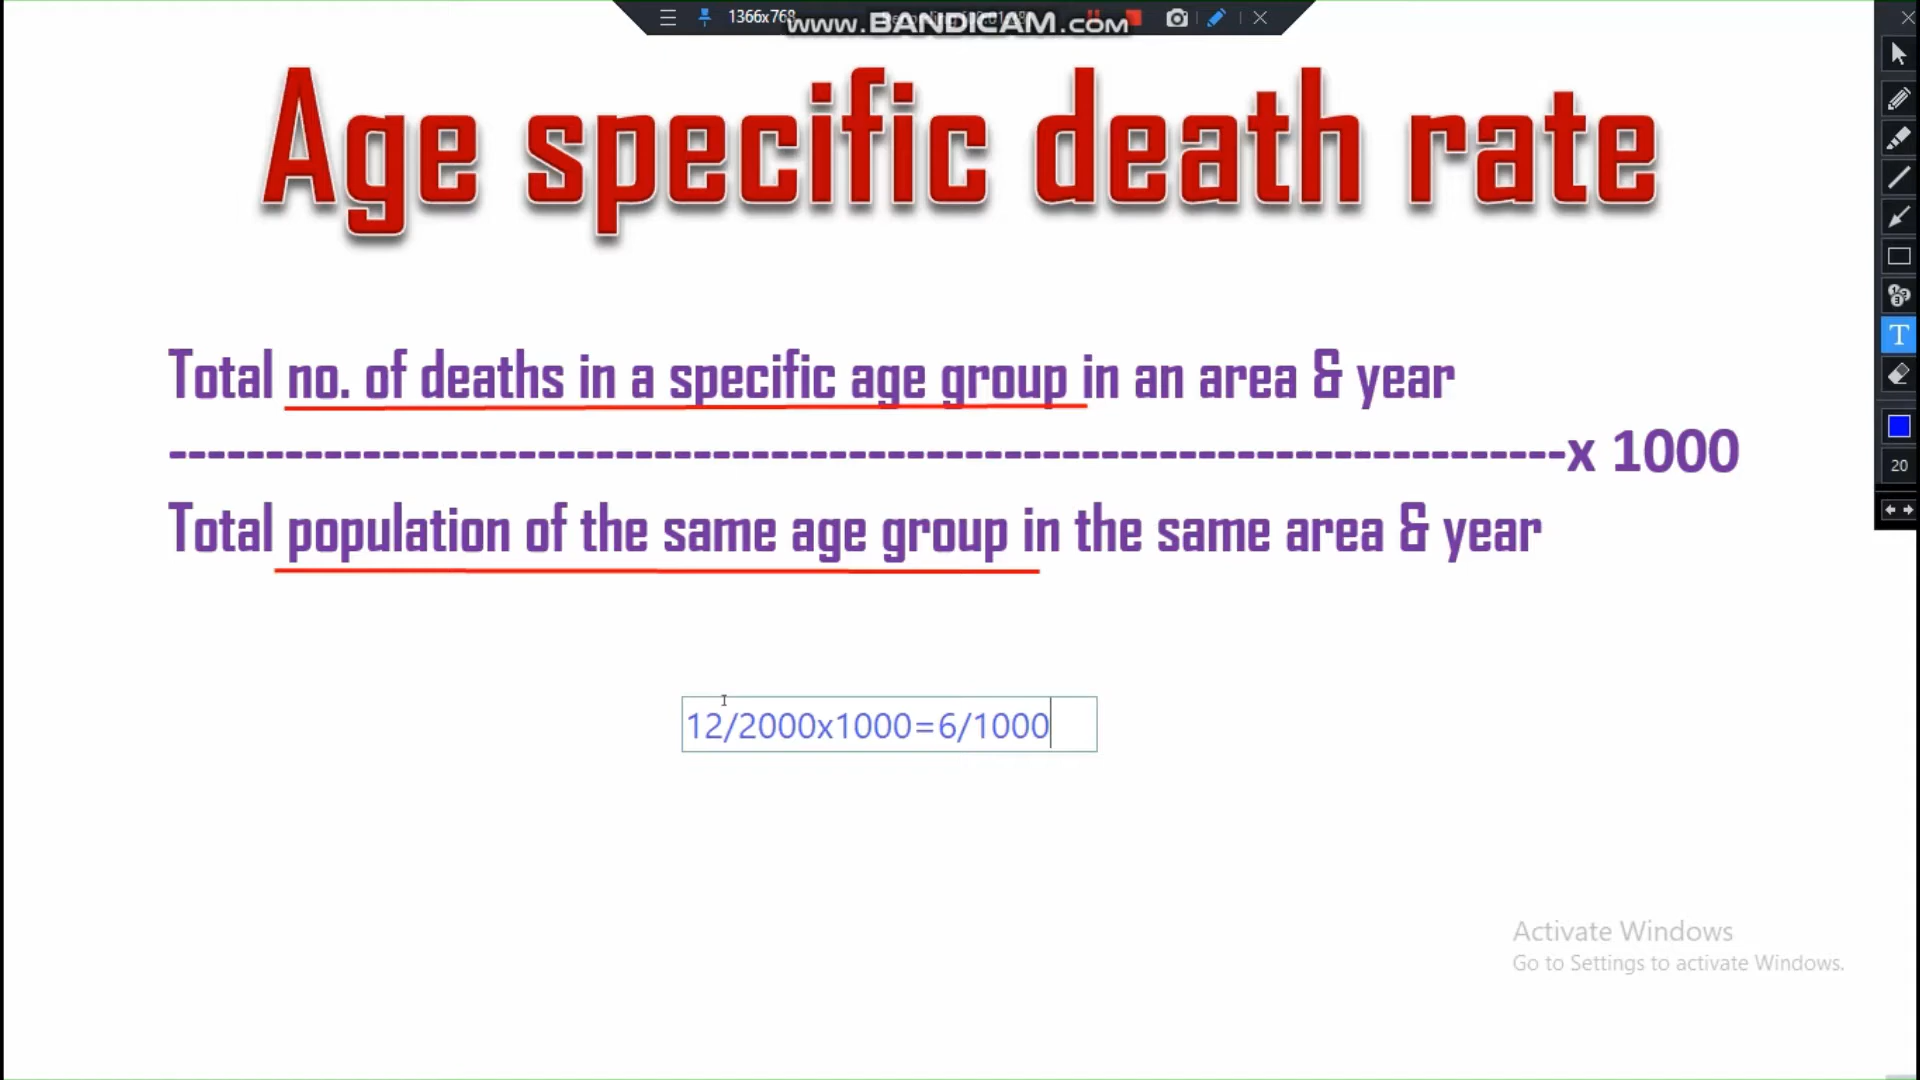 1366x768
www.BANDICAM.com
Age specific death rate
Total no. of deaths in a specific age group in an area & year
------------------------------------------------------------------------x 1000
Total population of the same age group in the same area & year
12/2000x1000=6/1000
T
20
Activate Windows
Go to Settings to activate Windows.